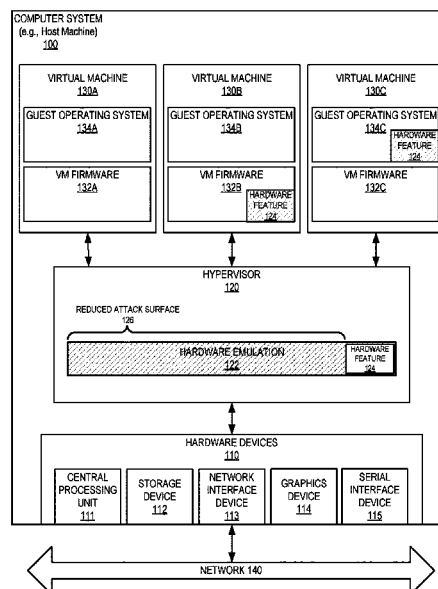 COMPUTER SYSTEM
(e.g., Host Machine)
100
VIRTUAL MACHINE
130A
GUEST OPERATING SYSTEM
134A
VM FIRMWARE
132A
VIRTUAL MACHINE
130B
GUEST OPERATING SYSTEM
134B
VM FIRMWARE
132B
HARDWARE
FEATURE
124
VIRTUAL MACHINE
130C
GUEST OPERATING SYSTEM
134C
HARDWARE
FEATURE
124
VM FIRMWARE
132C
HYPERVISOR
120
REDUCED ATTACK SURFACE
126
HARDWARE EMULATION
122
HARDWARE
FEATURE
124
HARDWARE DEVICES
110
CENTRAL
PROCESSING
UNIT
111
STORAGE
DEVICE
112
NETWORK
INTERFACE
DEVICE
113
GRAPHICS
DEVICE
114
SERIAL
INTERFACE
DEVICE
115
NETWORK 140